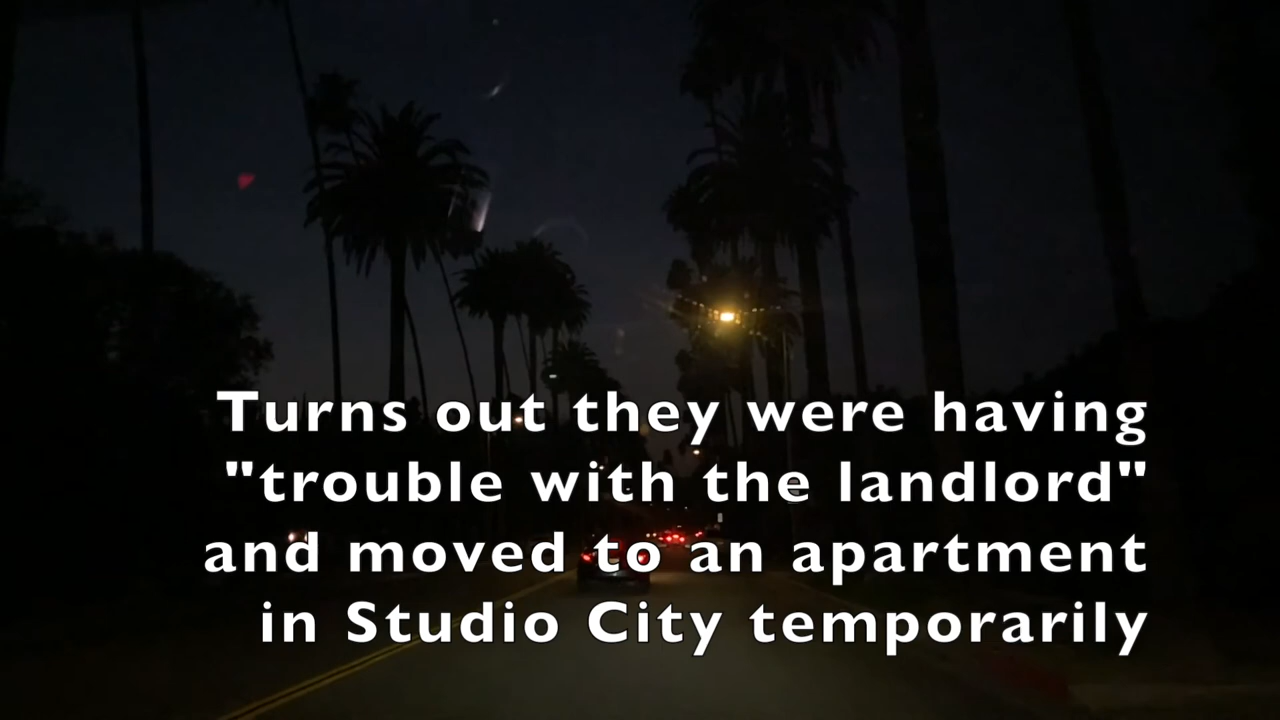 Turns out they were having
"trouble with the landlord"
and moved to an apartment
in Studio City temporarily